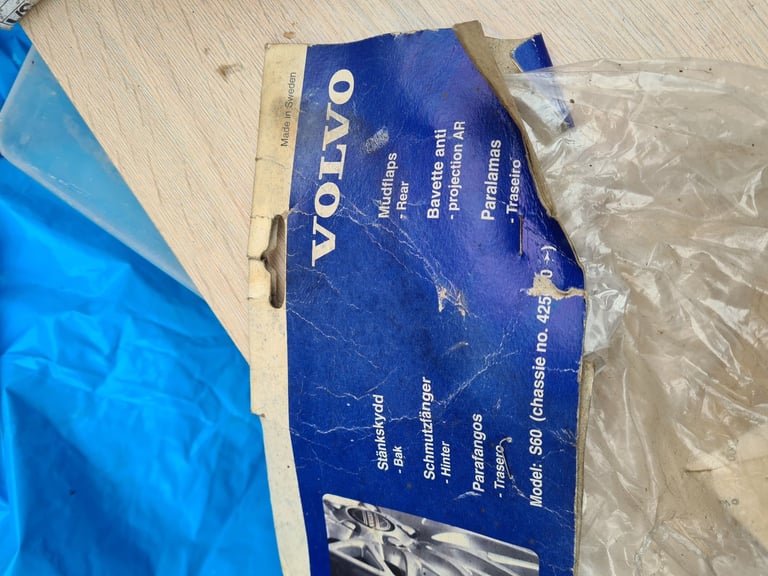 Made in Sweden
VOLVO
Stänkskydd
- Bak
Mudflaps
- Rear
Schmutzfänger
- Hinter
Bavette anti
- projection AR
Parafangos
- Trasero
Paralamas
- Traseiro
Model: S60 (chassie no. 425